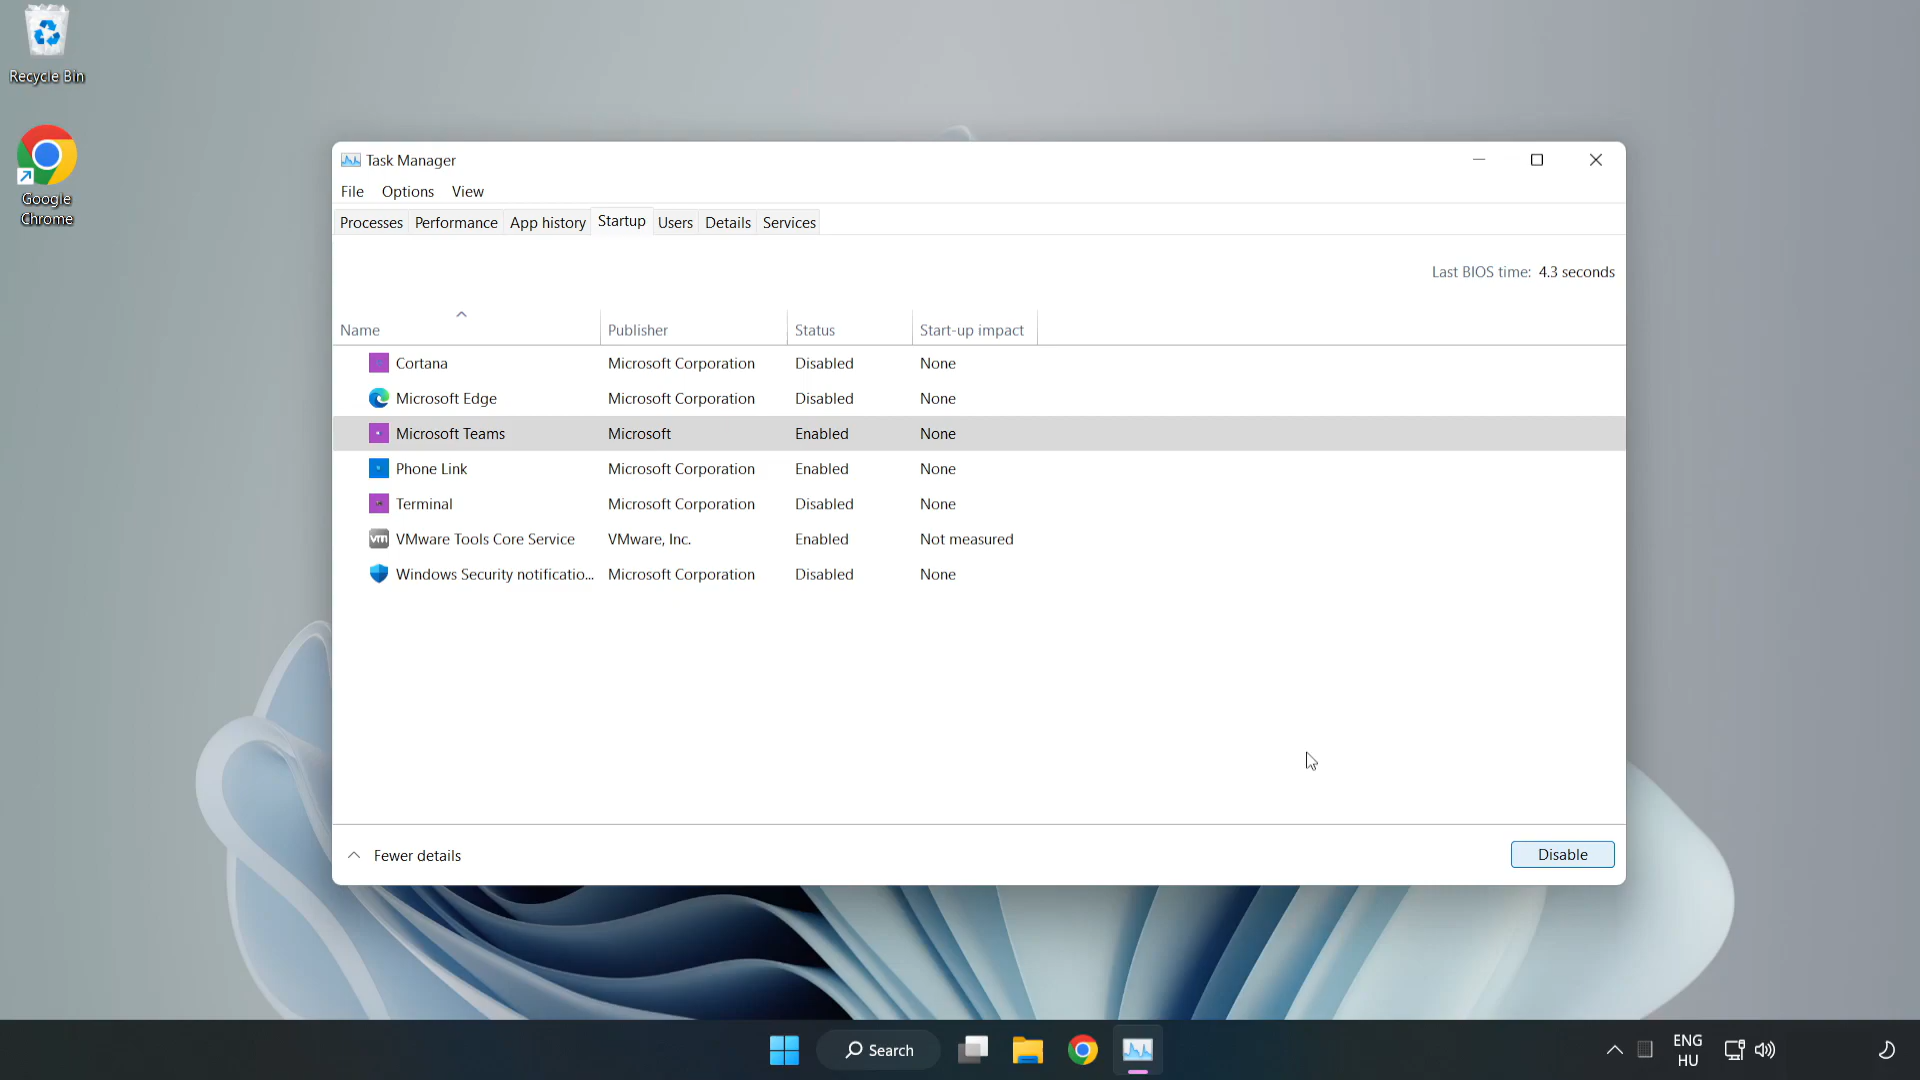 Recycle Bin
Google
Chrome
Task Manager
File Options View
Processes Performance App history Startup Users Details Services
Last BIOS time: 4.3 seconds
Name Publisher Status Start-up impact
Cortana Microsoft Corporation Disabled None
Microsoft Edge Microsoft Corporation Disabled None
Microsoft Teams Microsoft Enabled None
Phone Link Microsoft Corporation Enabled None
Terminal Microsoft Corporation Disabled None
vm VMware Tools Core Service VMware, Inc. Enabled Not measured
Windows Security notificatio... Microsoft Corporation Disabled None
Fewer details Disable
Search
ENG
HU